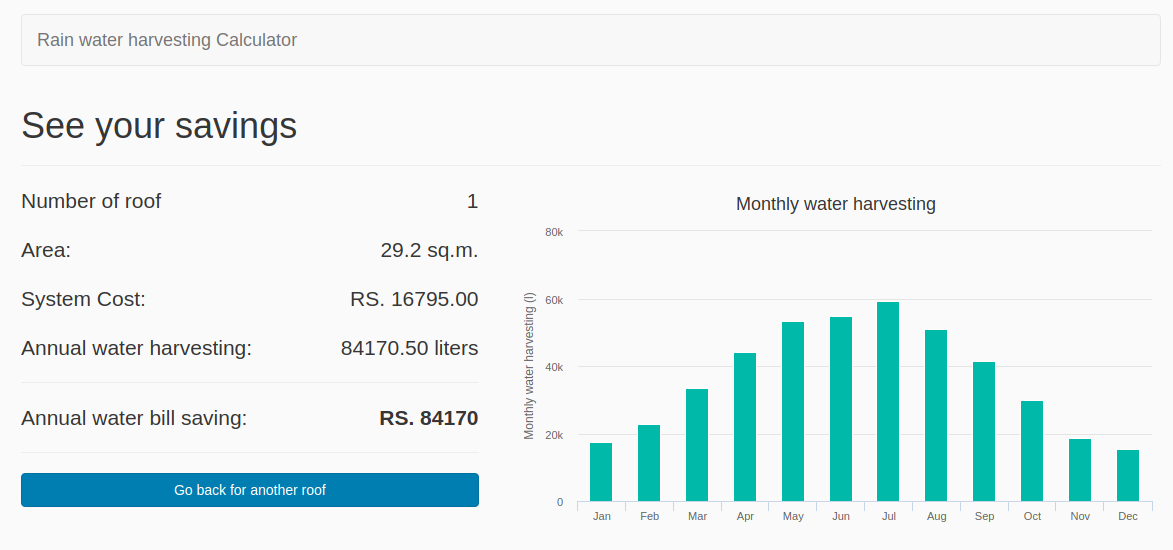 Rain water harvesting Calculator
See your savings
Number of roof 1
Area: 29.2 sq.m.
System Cost: RS. 16795.00
Annual water harvesting: 84170.50 liters
Annual water bill saving: RS. 84170
Go back for another roof
Monthly water harvesting
Monthly water harvesting (l)
80k
60k
40k
20k
0
Jan Feb Mar Apr May Jun Jul Aug Sep Oct Nov Dec